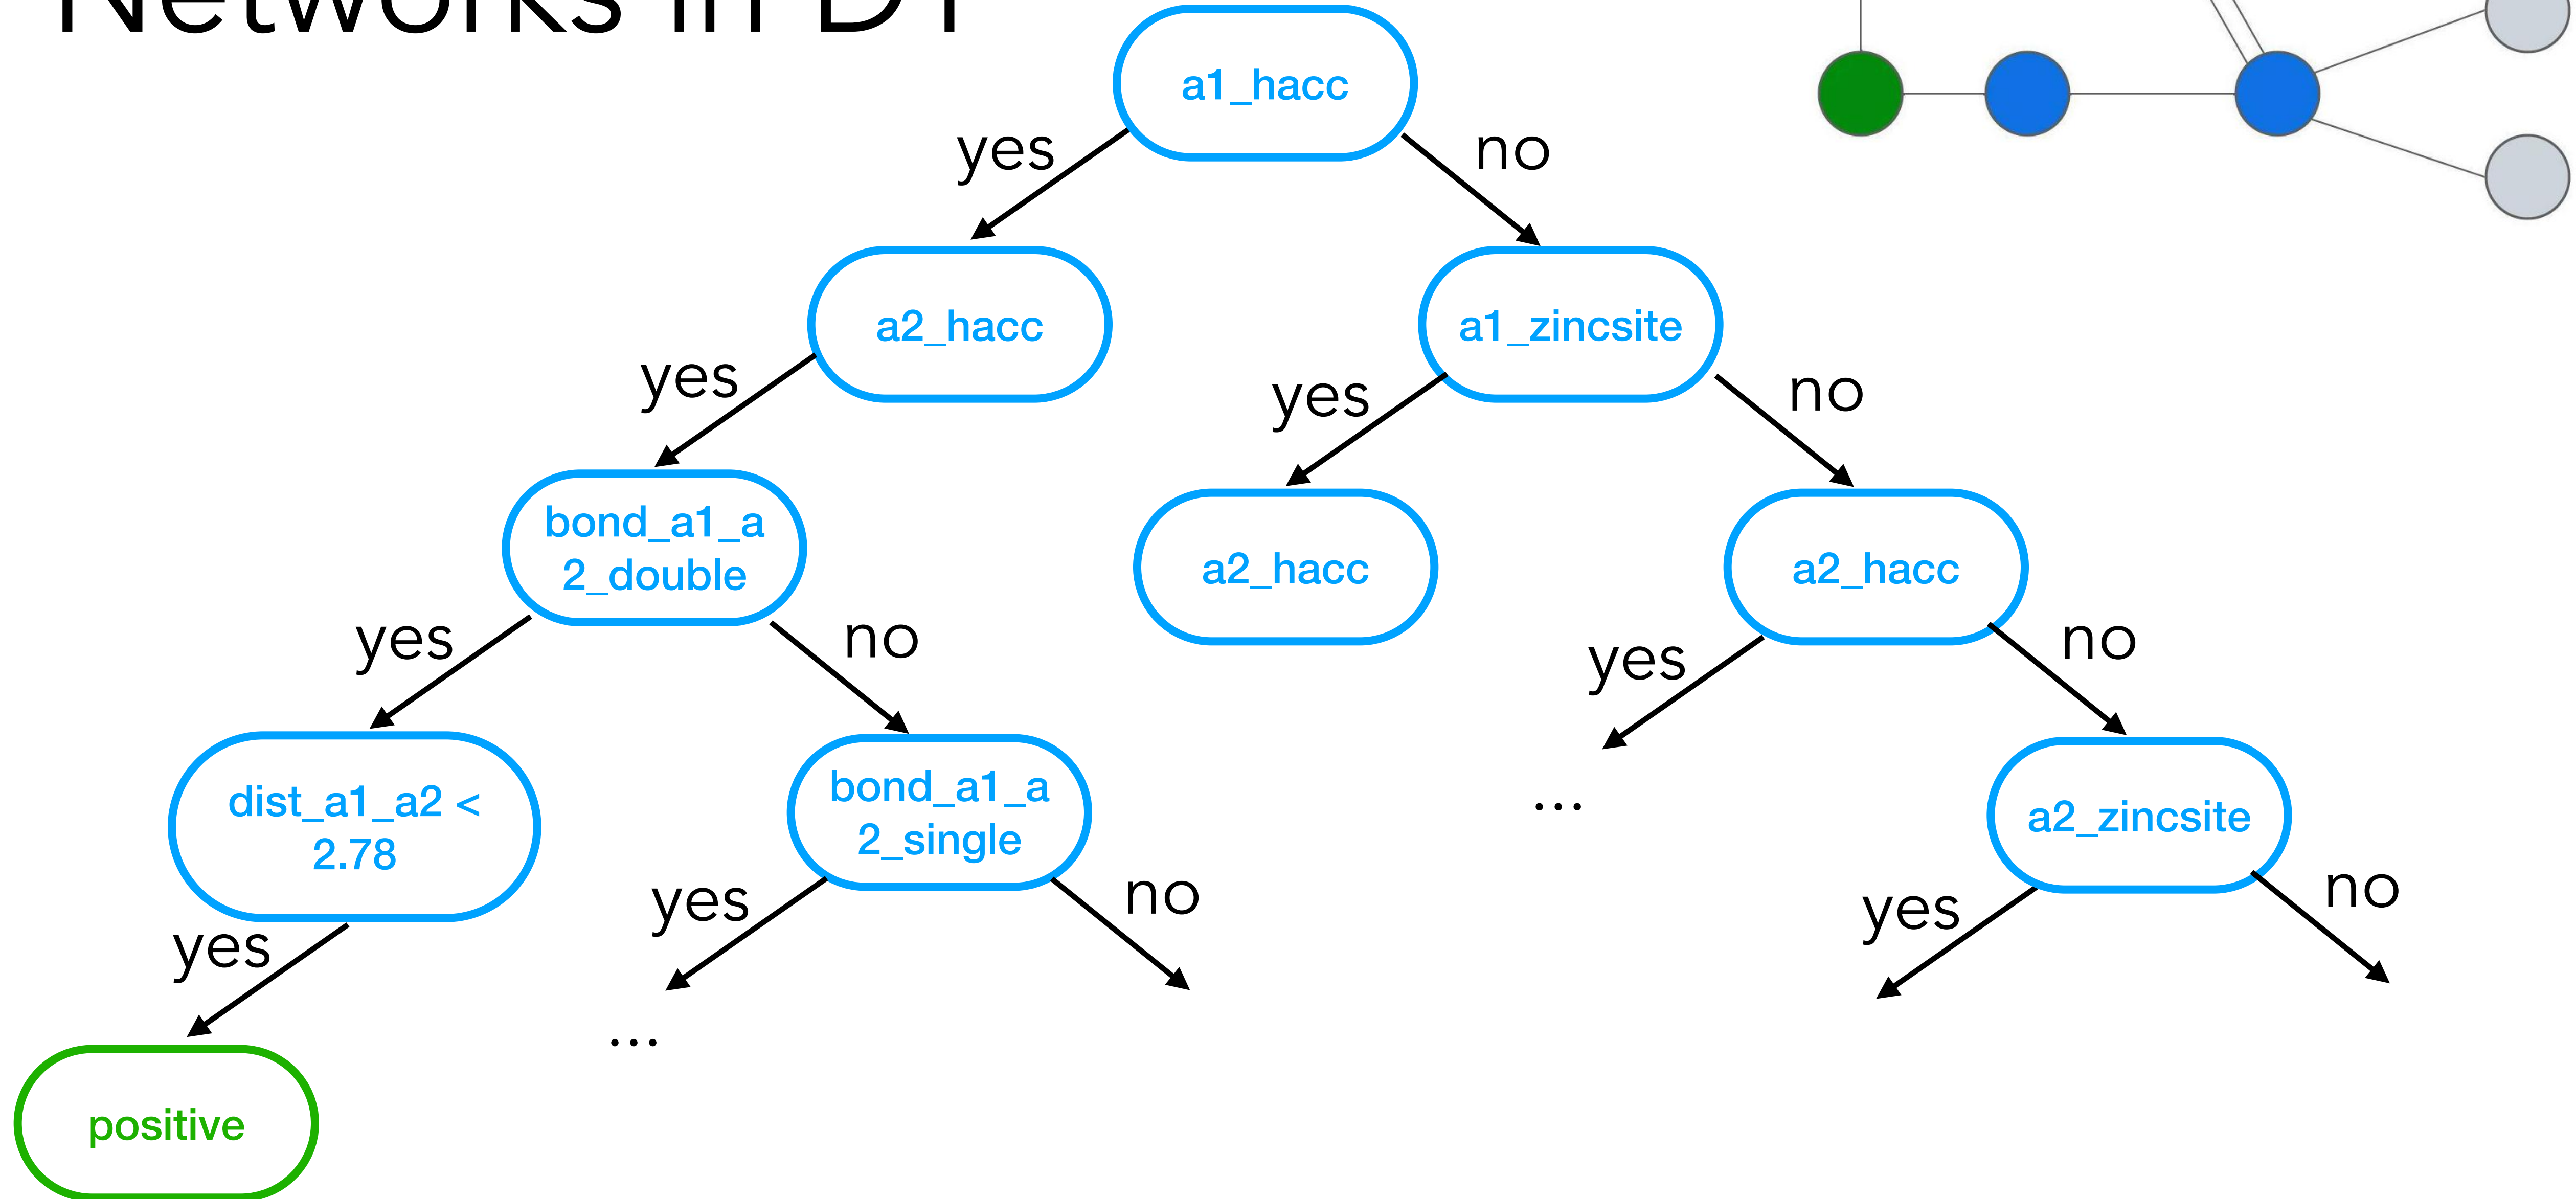 Networks in DT
a1_hacc
yes
no
a2_hacc
a1_zincsite
yes
yes
no
bond_a1_a
2_double
a2_hacc
a2_hacc
yes
no
yes
no
dist_a1_a2 <
2.78
bond_a1_a
2_single
...
a2_zincsite
yes
yes
no
yes
no
...
positive